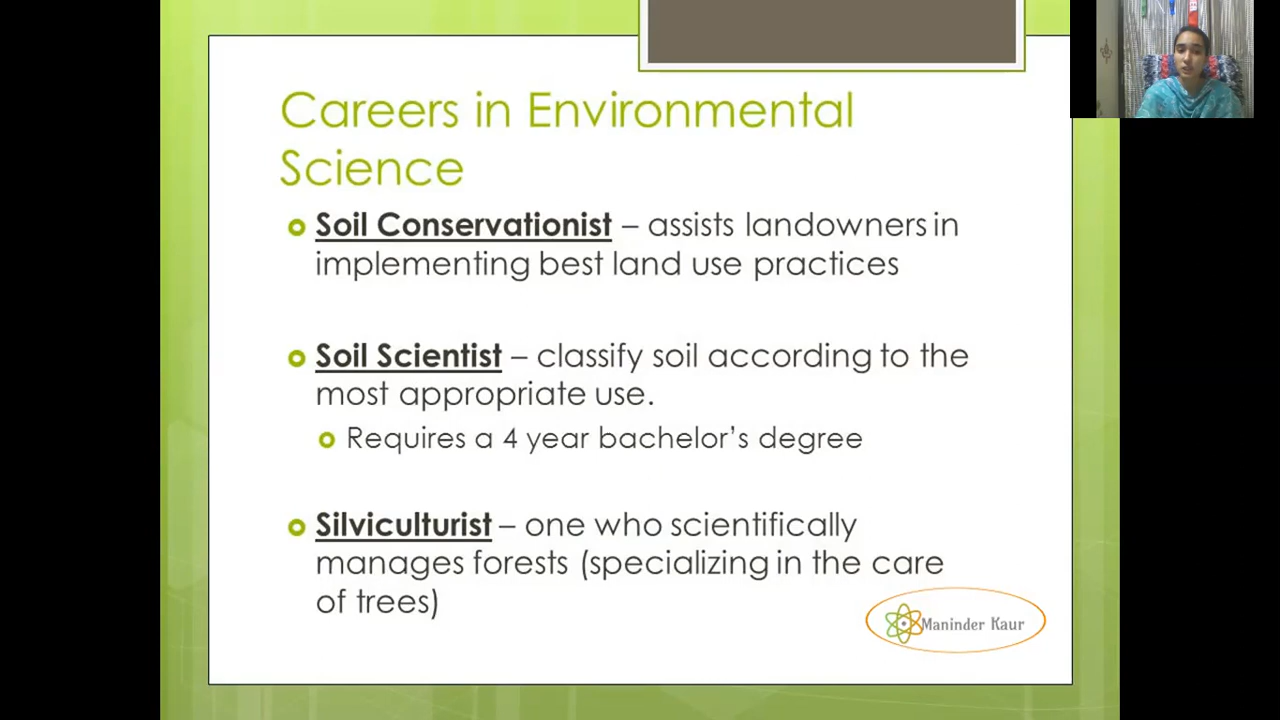 Careers in Environmental
Science
Soil Conservationist – assists landowners in
implementing best land use practices
Soil Scientist – classify soil according to the
most appropriate use.
Requires a 4 year bachelor’s degree
Silviculturist – one who scientifically
manages forests (specializing in the care
of trees)
Maninder Kaur